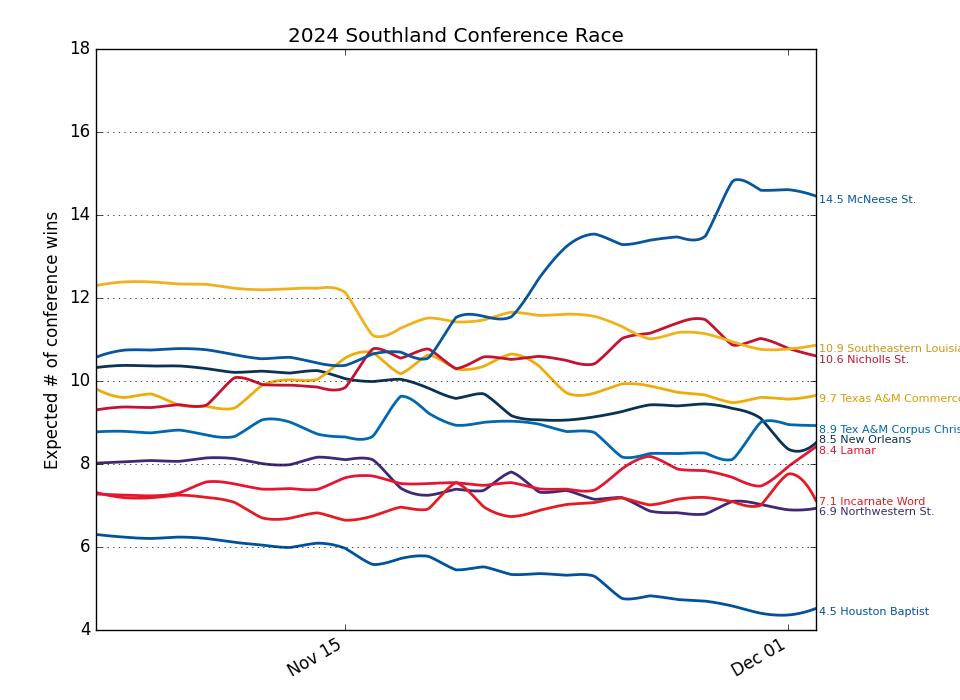 2024 Southland Conference Race
Expected # of conference wins
18
16
14
12
10
8
6
4
Nov 15
Dec 01
14.5 McNeese St.
10.9 Southeastern Louisia
10.6 Nicholls St.
9.7 Texas A&M Commerce
8.9 Tex A&M Corpus Chris
8.5 New Orleans
8.4 Lamar
7.1 Incarnate Word
6.9 Northwestern St.
4.5 Houston Baptist